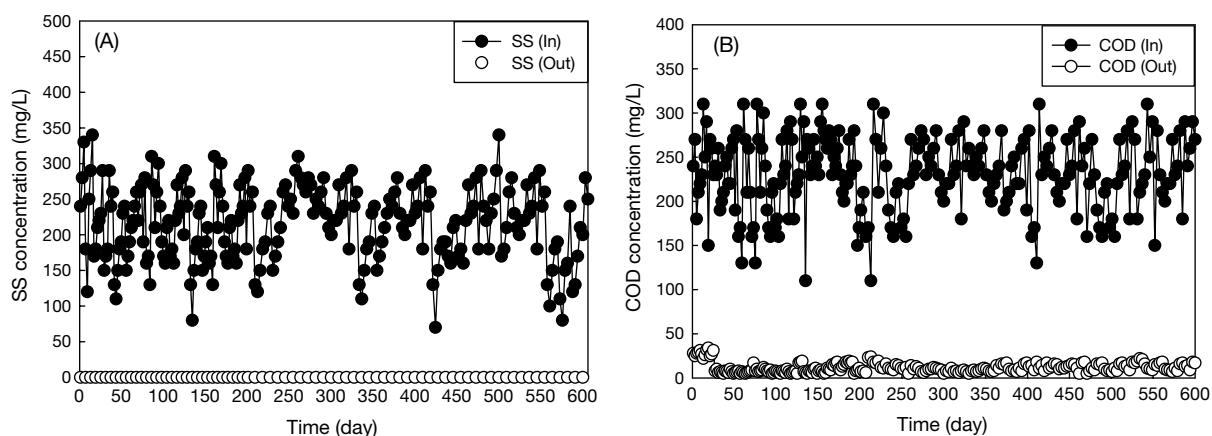 (A)
SS (In)
SS (Out)
500
450
400
350
300
250
200
150
100
50
0
SS concentration (mg/L)
0 50 100 150 200 250 300 350 400 450 500 550 600
Time (day)
(B)
COD (In)
COD (Out)
400
350
300
250
200
150
100
50
0
COD concentration (mg/L)
0 50 100 150 200 250 300 350 400 450 500 550 600
Time (day)